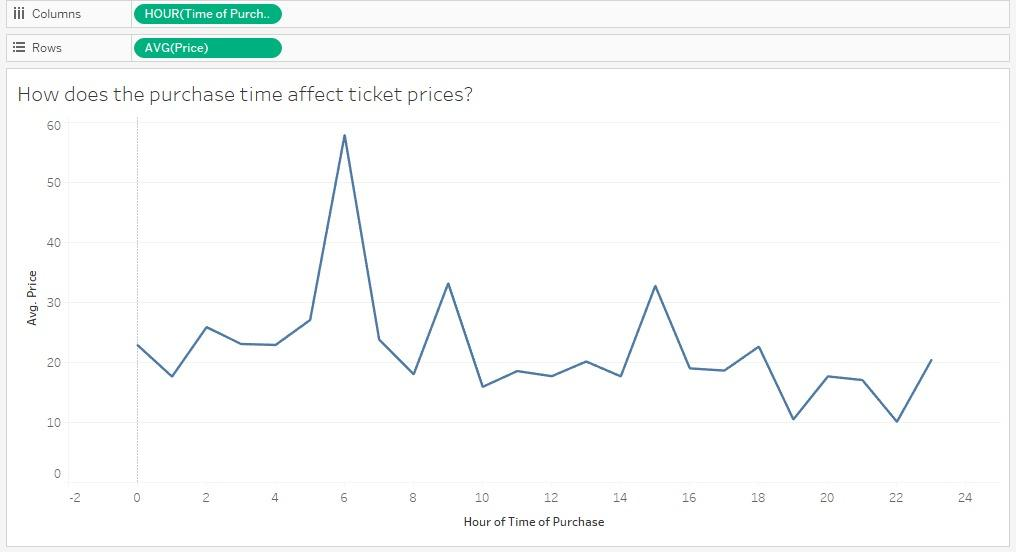 Columns
HOUR(Time of Purch..
Rows
AVG(Price)
How does the purchase time affect ticket prices?
60
50
40
30
20
10
0
Avg. Price
-2 0 2 4 6 8 10 12 14 16 18 20 22 24
Hour of Time of Purchase